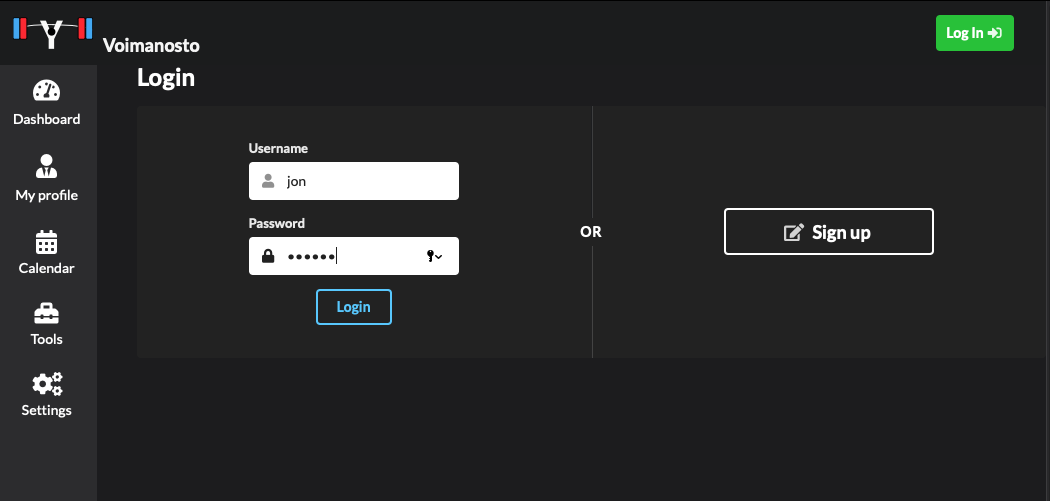 Voimanosto
Log In
Dashboard
My profile
Calendar
Tools
Settings
Login
Username
jon
Password
••••••
Login
OR
Sign up